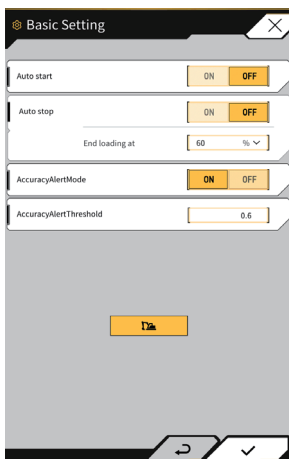 Basic Setting
Auto start
ON OFF
Auto stop
ON OFF
End loading at
60 %
AccuracyAlertMode
ON OFF
AccuracyAlertThreshold
0.6